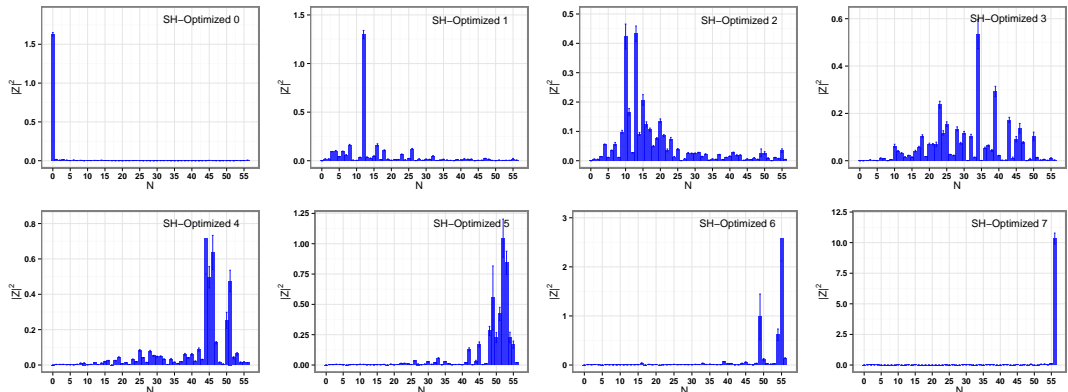 SH−Optimized 0
|Z|²
1.5
1.0
0.5
0.0
0 5 10 15 20 25 30 35 40 45 50 55
N
SH−Optimized 1
|Z|²
1.5
1.0
0.5
0.0
0 5 10 15 20 25 30 35 40 45 50 55
N
SH−Optimized 2
|Z|²
0.5
0.4
0.3
0.2
0.1
0.0
0 5 10 15 20 25 30 35 40 45 50 55
N
SH−Optimized 3
|Z|²
0.6
0.4
0.2
0.0
0 5 10 15 20 25 30 35 40 45 50 55
N
SH−Optimized 4
|Z|²
0.8
0.6
0.4
0.2
0.0
0 5 10 15 20 25 30 35 40 45 50 55
N
SH−Optimized 5
|Z|²
1.25
1.00
0.75
0.50
0.25
0.00
0 5 10 15 20 25 30 35 40 45 50 55
N
SH−Optimized 6
|Z|²
3
2
1
0
0 5 10 15 20 25 30 35 40 45 50 55
N
SH−Optimized 7
|Z|²
12.5
10.0
7.5
5.0
2.5
0.0
0 5 10 15 20 25 30 35 40 45 50 55
N